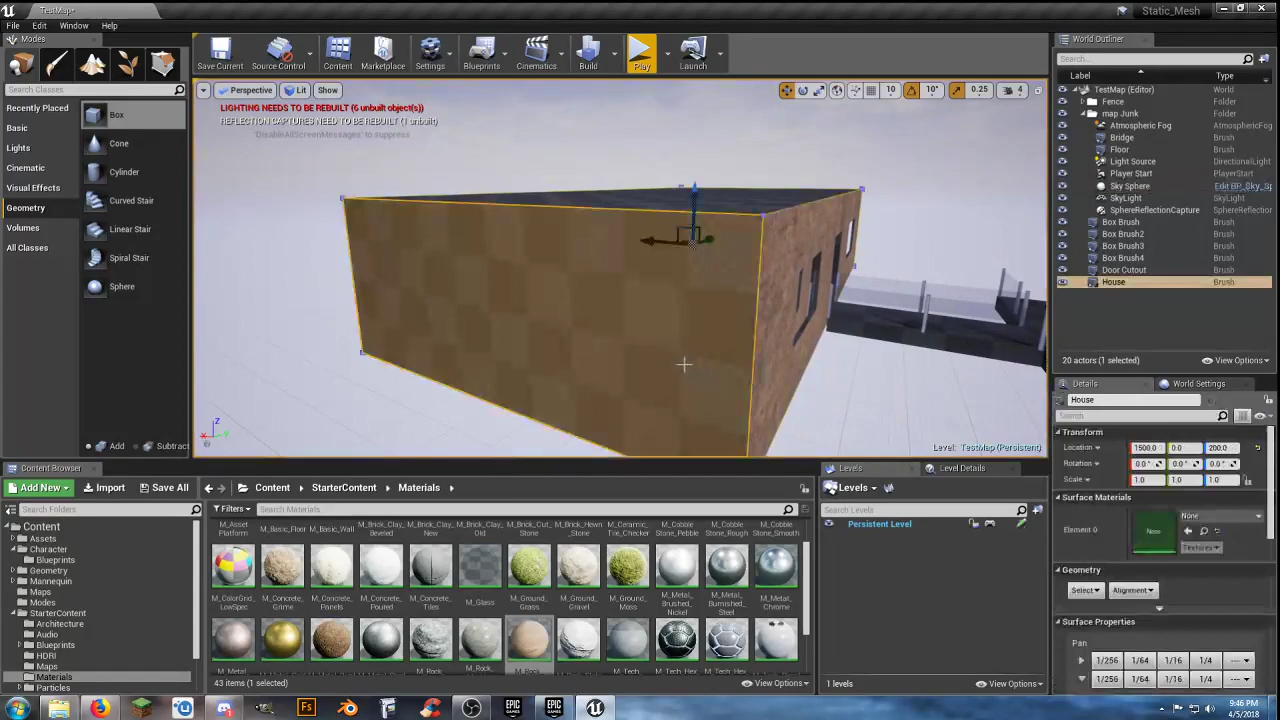 TestMap*
Static_Mesh
File Edit Window Help
Modes
World Outliner
Save Current
Source Control
Content
Marketplace
Settings
Blueprints
Cinematics
Build
Play
Launch
Search Classes
Search...
Label
Type
Recently Placed
Basic
Lights
Cinematic
Visual Effects
Geometry
Volumes
All Classes
Box
Cone
Cylinder
Curved Stair
Linear Stair
Spiral Stair
Sphere
Add
Subtract
Perspective
Lit
Show
10
10°
0.25
4
LIGHTING NEEDS TO BE REBUILT (6 unbuilt object(s))
REFLECTION CAPTURES NEED TO BE REBUILT (1 unbuilt)
'DisableAllScreenMessages' to suppress
Level: TestMap (Persistent)
TestMap (Editor) World
Fence Folder
map Junk Folder
Atmospheric Fog AtmosphericFog
Bridge Brush
Floor Brush
Light Source DirectionalLight
Player Start PlayerStart
Sky Sphere Edit BP_Sky_Sp
SkyLight SkyLight
SphereReflectionCapture SphereReflection
Box Brush Brush
Box Brush2 Brush
Box Brush3 Brush
Box Brush4 Brush
Door Cutout Brush
House Brush
20 actors (1 selected)
View Options
Details
World Settings
House
Search
Transform
Location 1500.0 0.0 200.0
Rotation 0.0° 0.0° 0.0°
Scale 1.0 1.0 1.0
Surface Materials
Element 0
None
None
Textures
Geometry
Select
Alignment
Surface Properties
Pan
1/256 1/64 1/16 1/4
1/256 1/64 1/16 1/4
Content Browser
Add New
Import
Save All
Content
StarterContent
Materials
Search Folders
Filters
Search Materials
Content
Assets
Character
Blueprints
Geometry
Mannequin
Maps
Modes
StarterContent
Architecture
Audio
Blueprints
HDRI
Maps
Materials
Particles
M_Asset Platform
M_Basic_Floor
M_Basic_Wall
M_Brick_Clay_Beveled
M_Brick_Clay_New
M_Brick_Clay_Old
M_Brick_Cut_Stone
M_Brick_Hewn_Stone
M_Ceramic_Tile_Checker
M_Cobble Stone_Pebble
M_Cobble Stone_Rough
M_Cobble Stone_Smooth
M_ColorGrid_LowSpec
M_Concrete_Grime
M_Concrete_Panels
M_Concrete_Poured
M_Concrete_Tiles
M_Glass
M_Ground_Grass
M_Ground_Gravel
M_Ground_Moss
M_Metal_Brushed_Nickel
M_Metal_Burnished_Steel
M_Metal_Chrome
43 items (1 selected)
View Options
Levels
Level Details
Levels
Search Levels
Persistent Level
1 levels
View Options
9:46 PM
4/5/2018